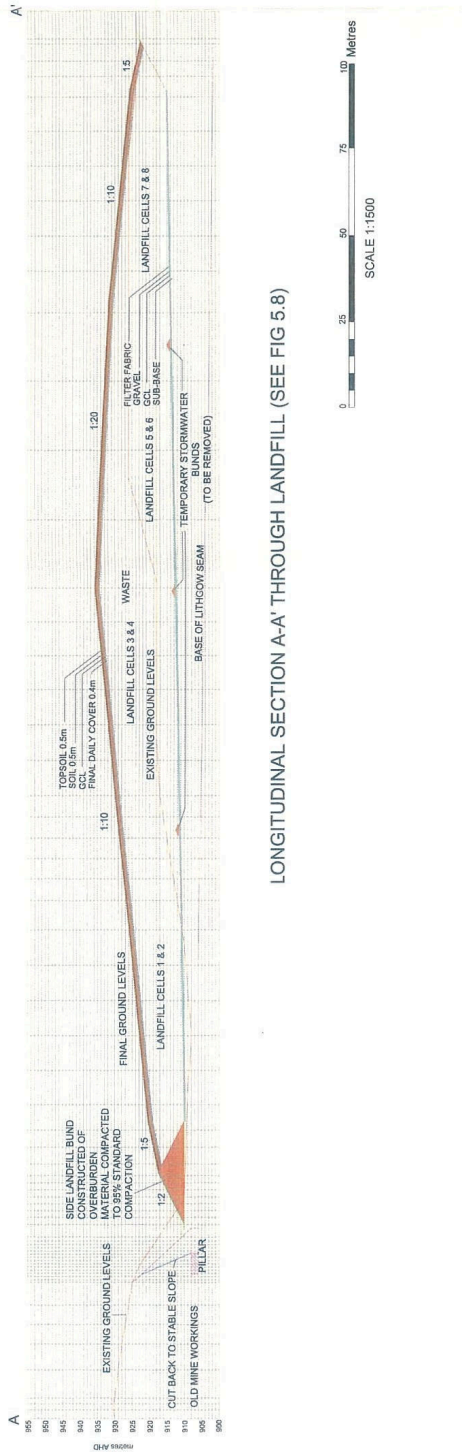 A
A'
955
950
945
940
935
930
925
920
915
910
905
900
metres AHD
EXISTING GROUND LEVELS
CUT BACK TO STABLE SLOPE
OLD MINE WORKINGS
PILLAR
SIDE LANDFILL BUND
CONSTRUCTED OF
OVERBURDEN
MATERIAL COMPACTED
TO 95% STANDARD
COMPACTION
1:2
1:5
FINAL GROUND LEVELS
LANDFILL CELLS 1 & 2
1:10
TOPSOIL 0.5m
SOIL 0.5m
GCL
FINAL DAILY COVER 0.4m
LANDFILL CELLS 3 & 4
EXISTING GROUND LEVELS
WASTE
BASE OF LITHGOW SEAM
1:20
LANDFILL CELLS 5 & 6
TEMPORARY STORMWATER
BUNDS
(TO BE REMOVED)
FILTER FABRIC
GRAVEL
GCL
SUB-BASE
1:10
LANDFILL CELLS 7 & 8
1:5
LONGITUDINAL SECTION A-A' THROUGH LANDFILL (SEE FIG 5.8)
0 25 50 75 100 Metres
SCALE 1:1500